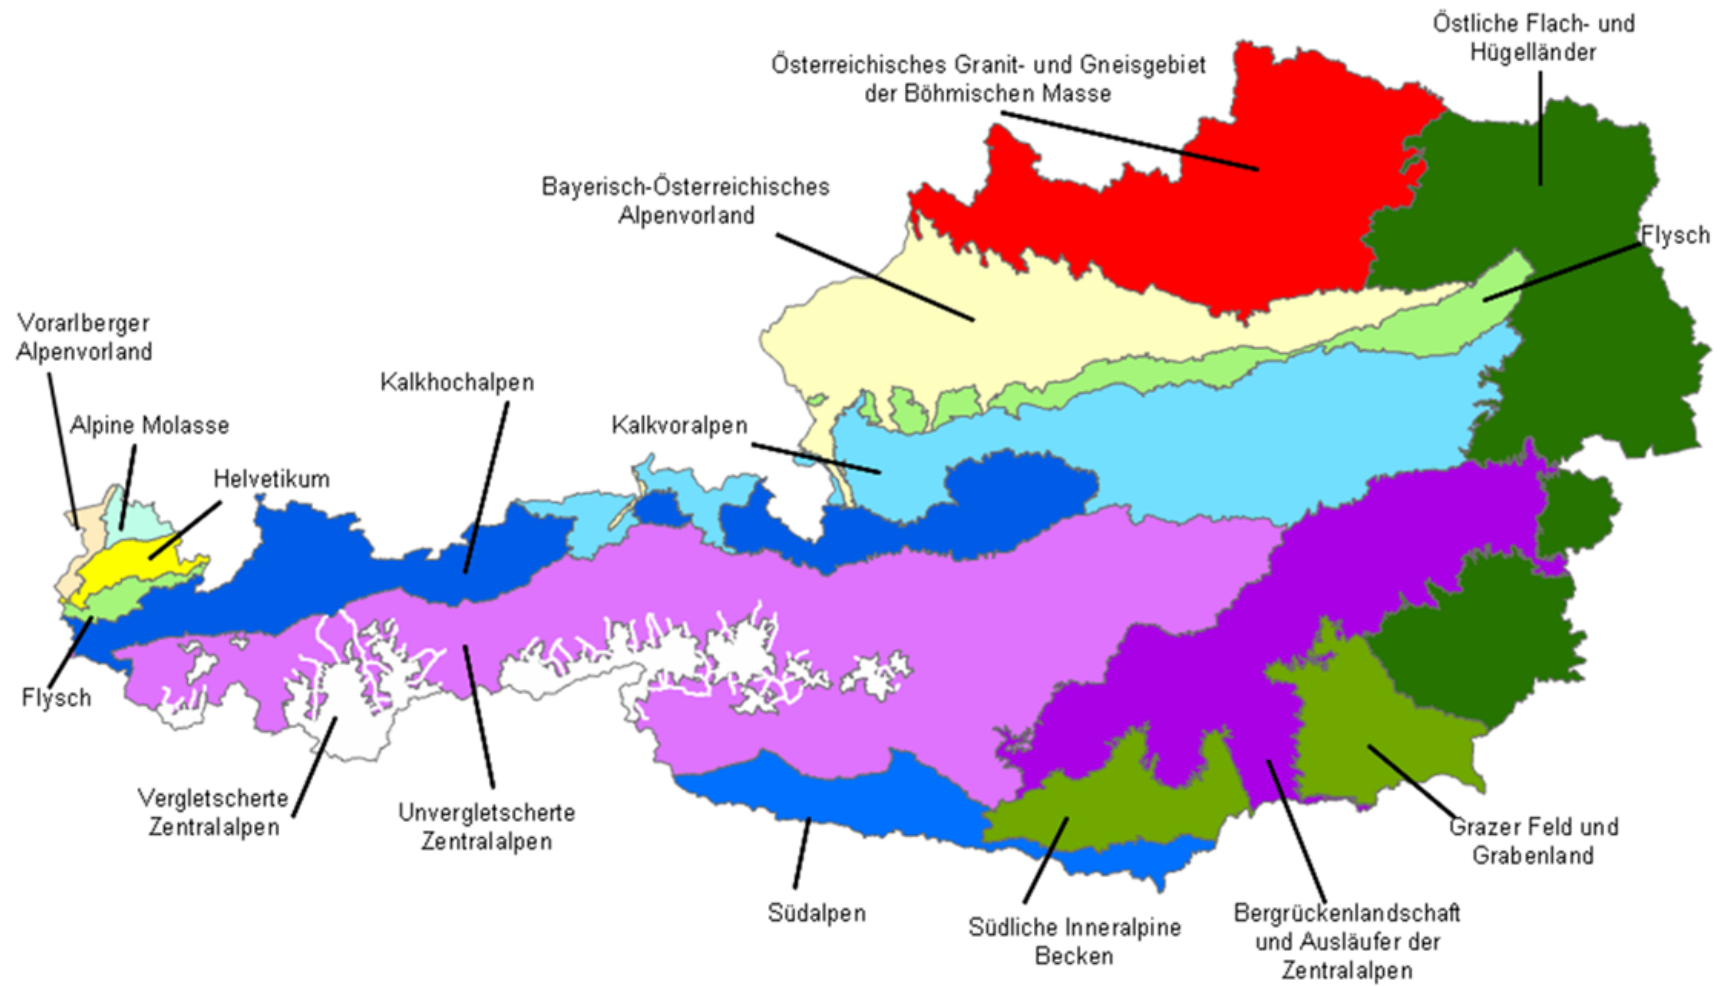 Östliche Flach- und
Hügelländer
Österreichisches Granit- und Gneisgebiet
der Böhmischen Masse
Bayerisch-Österreichisches
Alpenvorland
Flysch
Vorarlberger
Alpenvorland
Kalkhochalpen
Alpine Molasse
Kalkvoralpen
Helvetikum
Flysch
Vergletscherte
Zentralalpen
Unvergletscherte
Zentralalpen
Grazer Feld und
Grabenland
Südalpen
Südliche Inneralpine
Becken
Bergrückenlandschaft
und Ausläufer der
Zentralalpen